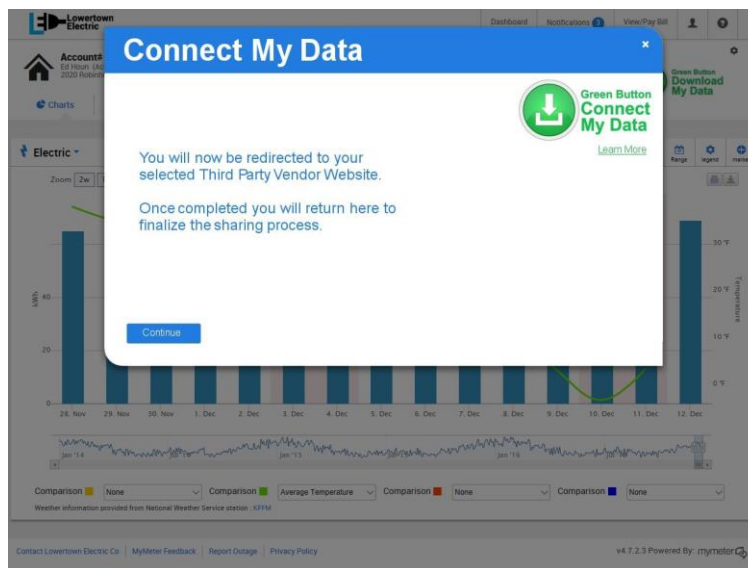 Lowertown
Electric
Dashboard
Notifications
View/Pay Bill
Connect My Data
×
Account#
Ed Houn
2020 Robinh
Green Button
Download
My Data
Charts
Green Button
Connect
My Data
Learn More
Electric
Range
legend
Zoom 2w
You will now be redirected to your
selected Third Party Vendor Website.
Once completed you will return here to
finalize the sharing process.
Continue
kWh
40
20
0
30 °F
20 °F
10 °F
0 °F
Temperature
28. Nov 29. Nov 30. Nov 1. Dec 2. Dec 3. Dec 4. Dec 5. Dec 6. Dec 7. Dec 8. Dec 9. Dec 10. Dec 11. Dec 12. Dec
Jan '14 Jan '15 Jan '16
Comparison None Comparison Average Temperature Comparison None Comparison None
Weather information provided from National Weather Service station : KFFM
Contact Lowertown Electric Co MyMeter Feedback Report Outage Privacy Policy
v4.7.2.3 Powered By: mymeter